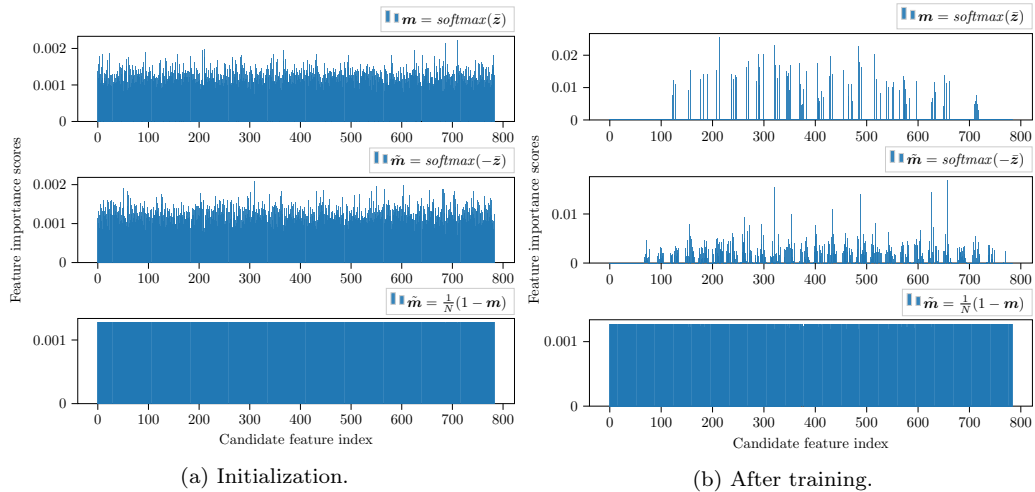 m = softmax(z̄)
0.002
0.001
0
0 100 200 300 400 500 600 700 800
m̃ = softmax(−z̄)
0.002
0.001
0
0 100 200 300 400 500 600 700 800
m̃ = 1/N (1 − m)
0.001
0
0 100 200 300 400 500 600 700 800
Feature importance scores
Candidate feature index
(a) Initialization.
m = softmax(z̄)
0.02
0.01
0
0 100 200 300 400 500 600 700 800
m̃ = softmax(−z̄)
0.01
0
0 100 200 300 400 500 600 700 800
m̃ = 1/N (1 − m)
0.001
0
0 100 200 300 400 500 600 700 800
Feature importance scores
Candidate feature index
(b) After training.